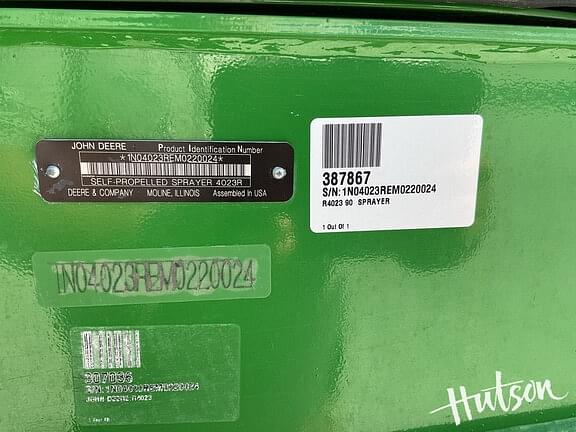 JOHN DEERE Product Identification Number
*1N04023REM0220024*
SELF-PROPELLED SPRAYER 4023R
DEERE & COMPANY MOLINE, ILLINOIS Assembled In USA
387867
S/N: 1N04023REM0220024
R4023 90 SPRAYER
1 Out Of 1
1N04023REM0220024
S/N: 1N04023REM0220024
JOHN DEERE R4023
Hutson